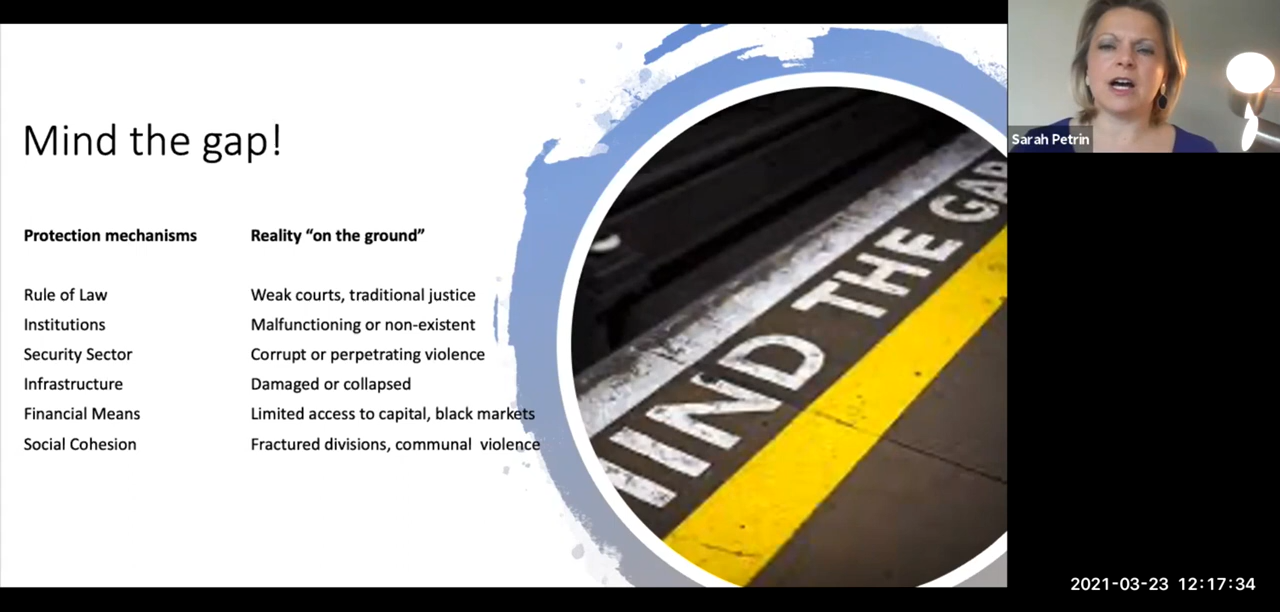 Mind the gap!
Protection mechanisms Reality “on the ground”
Rule of Law Weak courts, traditional justice
Institutions Malfunctioning or non-existent
Security Sector Corrupt or perpetrating violence
Infrastructure Damaged or collapsed
Financial Means Limited access to capital, black markets
Social Cohesion Fractured divisions, communal violence
MIND THE GAP
Sarah Petrin
2021-03-23 12:17:34